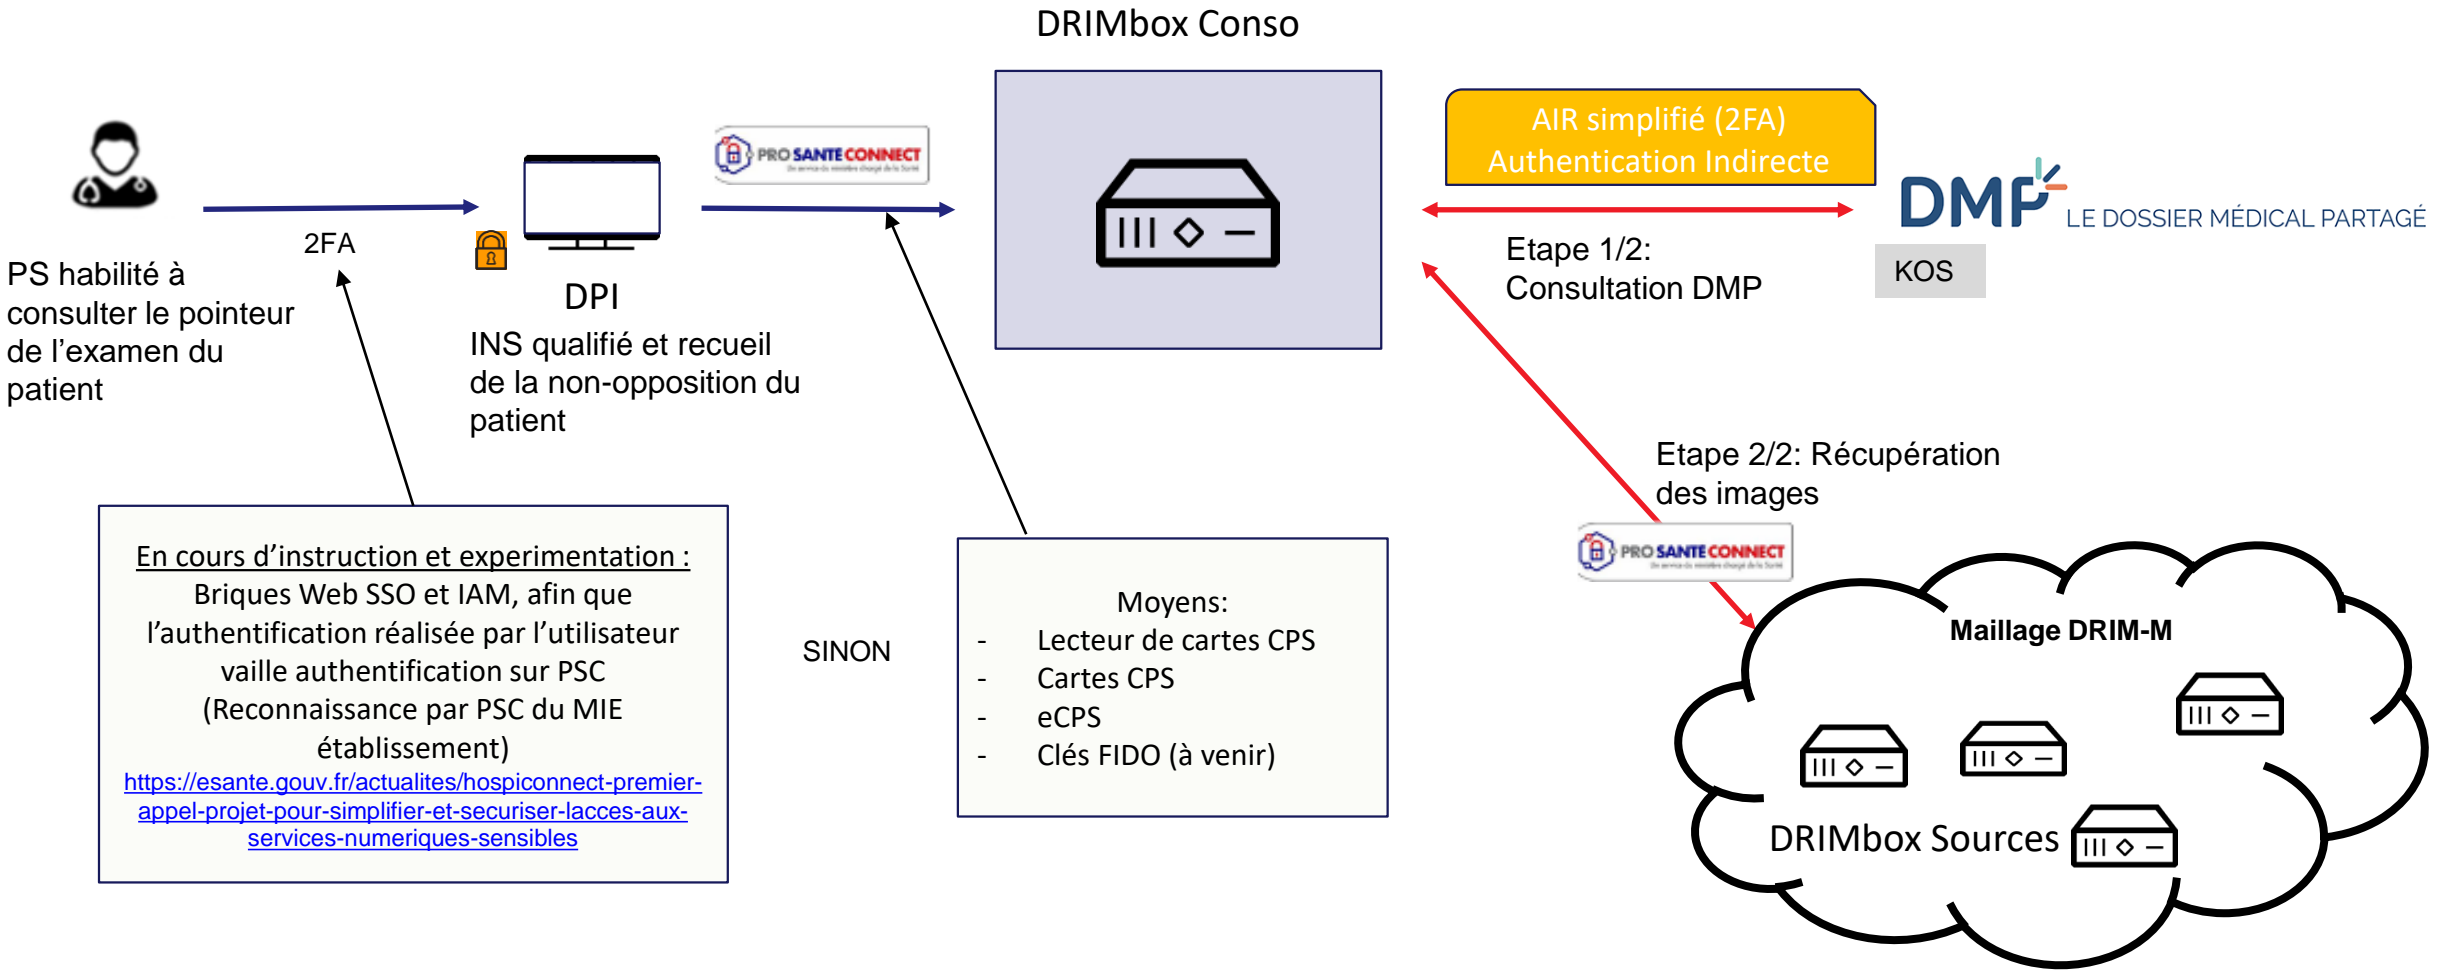 DRIMbox Conso
AIR simplifié (2FA)
Authentication Indirecte
PRO SANTE CONNECT
DMP
LE DOSSIER MÉDICAL PARTAGÉ
KOS
2FA
PS habilité à
consulter le pointeur
de l'examen du
patient
DPI
INS qualifié et recueil
de la non-opposition du
patient
Etape 1/2:
Consultation DMP
Etape 2/2: Récupération
des images
PRO SANTE CONNECT
En cours d'instruction et experimentation :
Briques Web SSO et IAM, afin que
l'authentification réalisée par l'utilisateur
vaille authentification sur PSC
(Reconnaissance par PSC du MIE
établissement)
https://esante.gouv.fr/actualites/hospiconnect-premier-
appel-projet-pour-simplifier-et-securiser-lacces-aux-
services-numeriques-sensibles
SINON
Moyens:
- Lecteur de cartes CPS
- Cartes CPS
- eCPS
- Clés FIDO (à venir)
Maillage DRIM-M
DRIMbox Sources